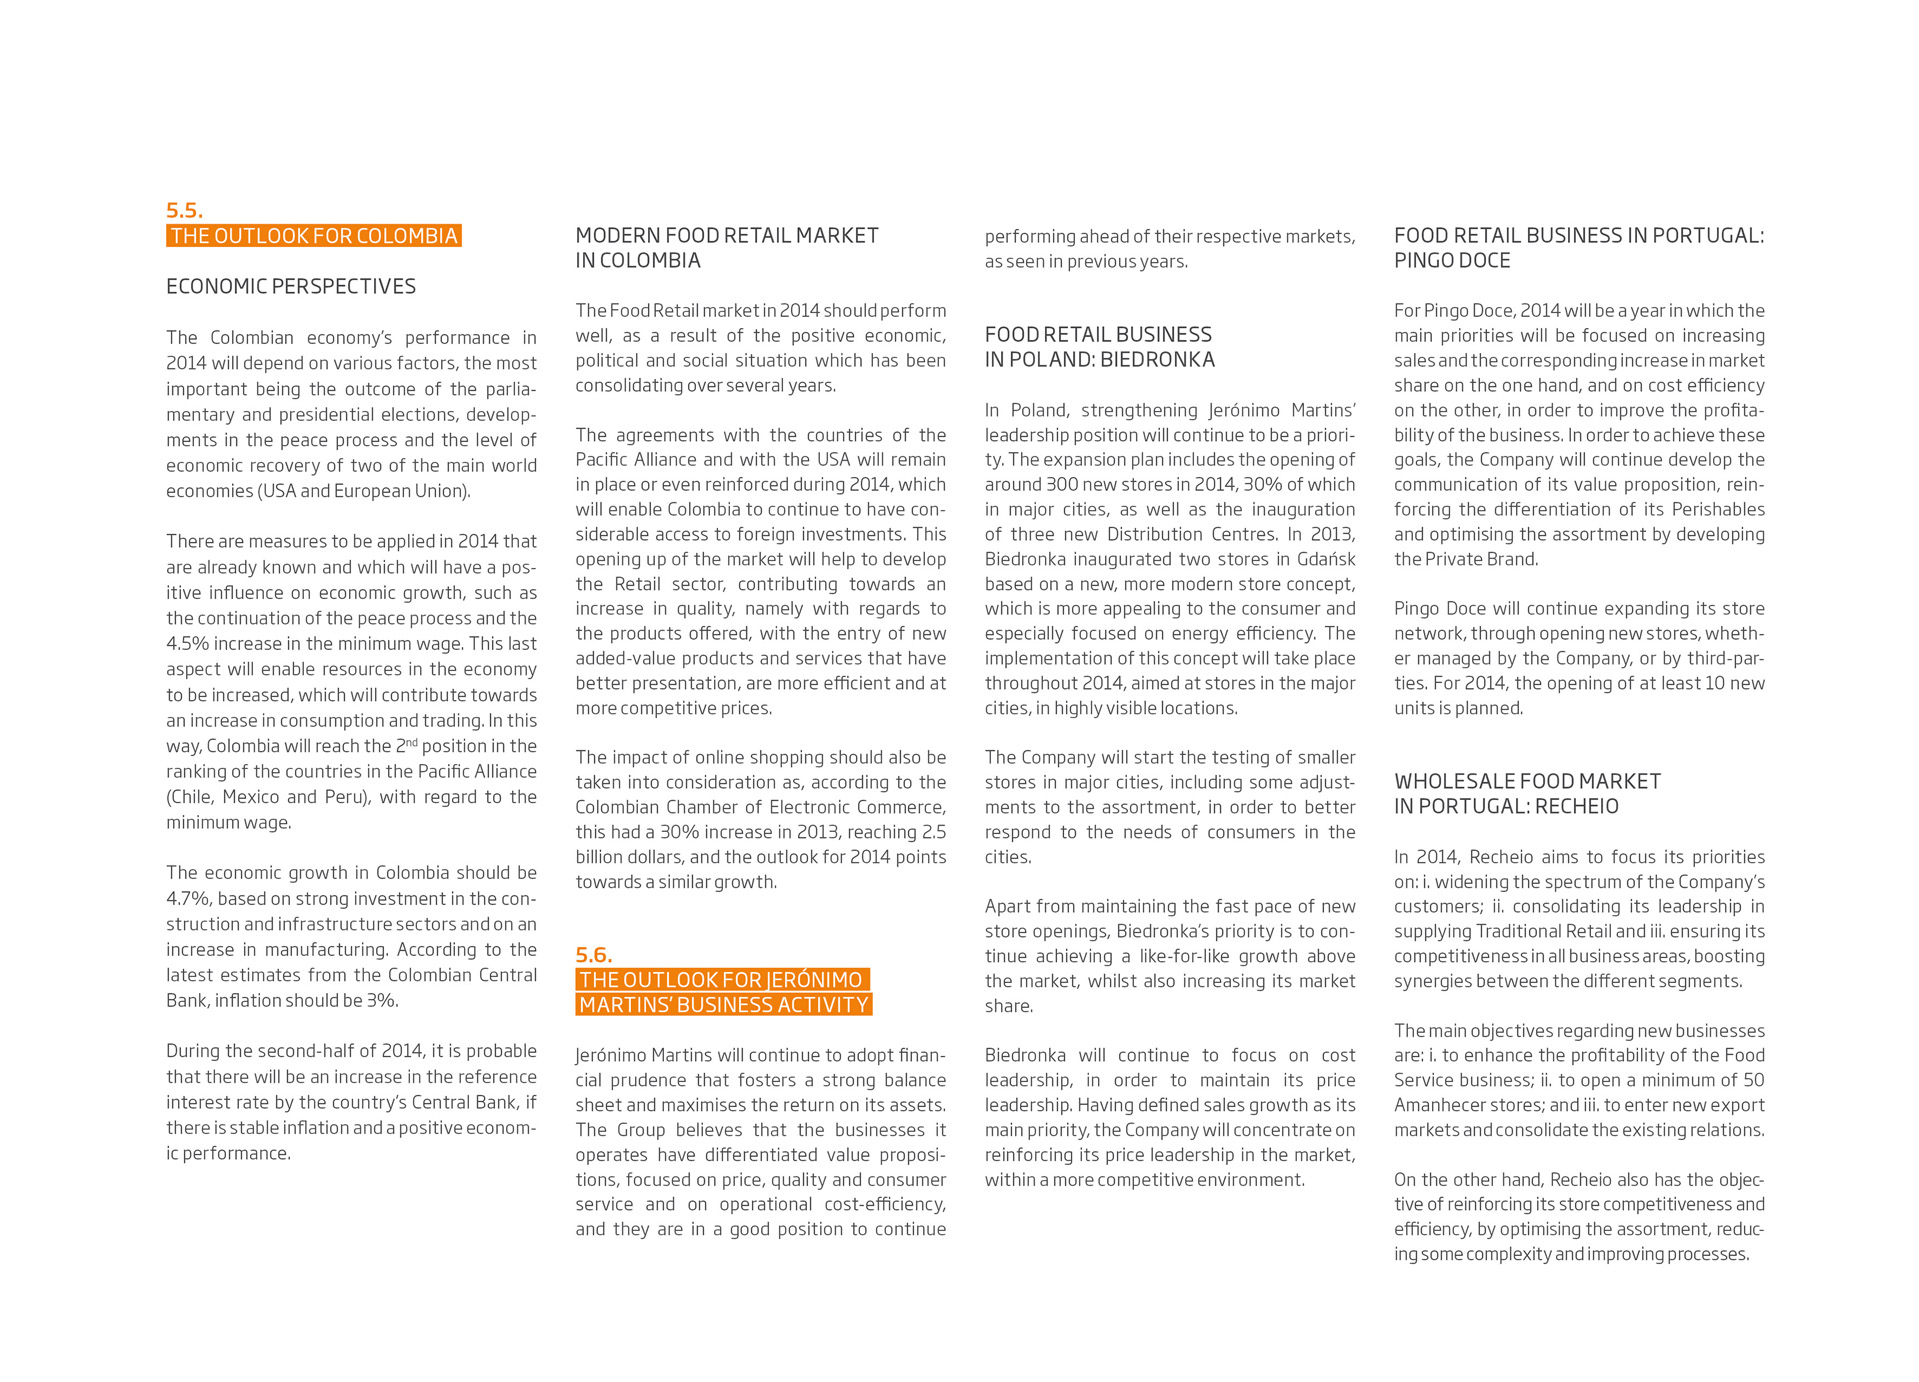 5.5.
THE OUTLOOK FOR COLOMBIA
ECONOMIC PERSPECTIVES
The Colombian economy's performance in
2014 will depend on various factors, the most
important being the outcome of the parlia-
mentary and presidential elections, develop-
ments in the peace process and the level of
economic recovery of two of the main world
economies (USA and European Union).
There are measures to be applied in 2014 that
are already known and which will have a pos-
itive influence on economic growth, such as
the continuation of the peace process and the
4.5% increase in the minimum wage. This last
aspect will enable resources in the economy
to be increased, which will contribute towards
an increase in consumption and trading. In this
way, Colombia will reach the 2nd position in the
ranking of the countries in the Pacific Alliance
(Chile, Mexico and Peru), with regard to the
minimum wage.
The economic growth in Colombia should be
4.7%, based on strong investment in the con-
struction and infrastructure sectors and on an
increase in manufacturing. According to the
latest estimates from the Colombian Central
Bank, inflation should be 3%.
During the second-half of 2014, it is probable
that there will be an increase in the reference
interest rate by the country's Central Bank, if
there is stable inflation and a positive econom-
ic performance.
MODERN FOOD RETAIL MARKET
IN COLOMBIA
The Food Retail market in 2014 should perform
well, as a result of the positive economic,
political and social situation which has been
consolidating over several years.
The agreements with the countries of the
Pacific Alliance and with the USA will remain
in place or even reinforced during 2014, which
will enable Colombia to continue to have con-
siderable access to foreign investments. This
opening up of the market will help to develop
the Retail sector, contributing towards an
increase in quality, namely with regards to
the products offered, with the entry of new
added-value products and services that have
better presentation, are more efficient and at
more competitive prices.
The impact of online shopping should also be
taken into consideration as, according to the
Colombian Chamber of Electronic Commerce,
this had a 30% increase in 2013, reaching 2.5
billion dollars, and the outlook for 2014 points
towards a similar growth.
5.6.
THE OUTLOOK FOR JERÓNIMO
MARTINS' BUSINESS ACTIVITY
Jerónimo Martins will continue to adopt finan-
cial prudence that fosters a strong balance
sheet and maximises the return on its assets.
The Group believes that the businesses it
operates have differentiated value proposi-
tions, focused on price, quality and consumer
service and on operational cost-efficiency,
and they are in a good position to continue
performing ahead of their respective markets,
as seen in previous years.
FOOD RETAIL BUSINESS
IN POLAND: BIEDRONKA
In Poland, strengthening Jerónimo Martins'
leadership position will continue to be a priori-
ty. The expansion plan includes the opening of
around 300 new stores in 2014, 30% of which
in major cities, as well as the inauguration
of three new Distribution Centres. In 2013,
Biedronka inaugurated two stores in Gdańsk
based on a new, more modern store concept,
which is more appealing to the consumer and
especially focused on energy efficiency. The
implementation of this concept will take place
throughout 2014, aimed at stores in the major
cities, in highly visible locations.
The Company will start the testing of smaller
stores in major cities, including some adjust-
ments to the assortment, in order to better
respond to the needs of consumers in the
cities.
Apart from maintaining the fast pace of new
store openings, Biedronka's priority is to con-
tinue achieving a like-for-like growth above
the market, whilst also increasing its market
share.
Biedronka will continue to focus on cost
leadership, in order to maintain its price
leadership. Having defined sales growth as its
main priority, the Company will concentrate on
reinforcing its price leadership in the market,
within a more competitive environment.
FOOD RETAIL BUSINESS IN PORTUGAL:
PINGO DOCE
For Pingo Doce, 2014 will be a year in which the
main priorities will be focused on increasing
sales and the corresponding increase in market
share on the one hand, and on cost efficiency
on the other, in order to improve the profita-
bility of the business. In order to achieve these
goals, the Company will continue develop the
communication of its value proposition, rein-
forcing the differentiation of its Perishables
and optimising the assortment by developing
the Private Brand.
Pingo Doce will continue expanding its store
network, through opening new stores, wheth-
er managed by the Company, or by third-par-
ties. For 2014, the opening of at least 10 new
units is planned.
WHOLESALE FOOD MARKET
IN PORTUGAL: RECHEIO
In 2014, Recheio aims to focus its priorities
on: i. widening the spectrum of the Company's
customers; ii. consolidating its leadership in
supplying Traditional Retail and iii. ensuring its
competitiveness in all business areas, boosting
synergies between the different segments.
The main objectives regarding new businesses
are: i. to enhance the profitability of the Food
Service business; ii. to open a minimum of 50
Amanhecer stores; and iii. to enter new export
markets and consolidate the existing relations.
On the other hand, Recheio also has the objec-
tive of reinforcing its store competitiveness and
efficiency, by optimising the assortment, reduc-
ing some complexity and improving processes.